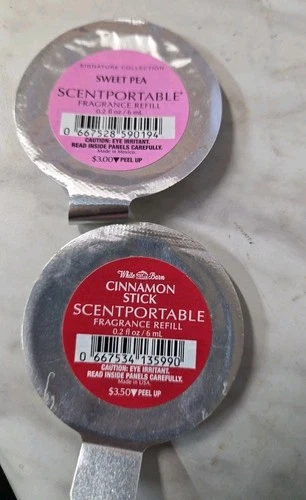 SIGNATURE COLLECTION
SWEET PEA
SCENTPORTABLE®
FRAGRANCE REFILL
0.2 fl oz / 6 mL
0 667528 590194
CAUTION: EYE IRRITANT.
READ INSIDE PANELS CAREFULLY.
Made in Mexico.
$3.00▼PEEL UP
White Barn
CINNAMON
STICK
SCENTPORTABLE
FRAGRANCE REFILL
0.2 fl oz / 6 mL
0 667534 135990
CAUTION: EYE IRRITANT.
READ INSIDE PANELS CAREFULLY.
Made in USA.
$3.50▼PEEL UP